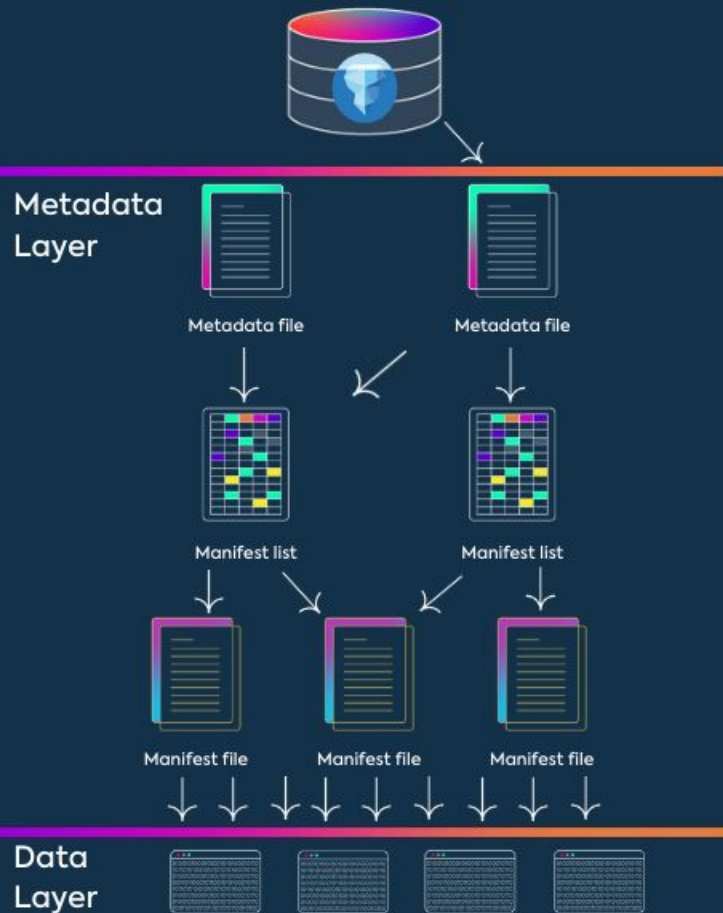 Metadata
Layer
Metadata file
Metadata file
Manifest list
Manifest list
Manifest file
Manifest file
Manifest file
Data
Layer